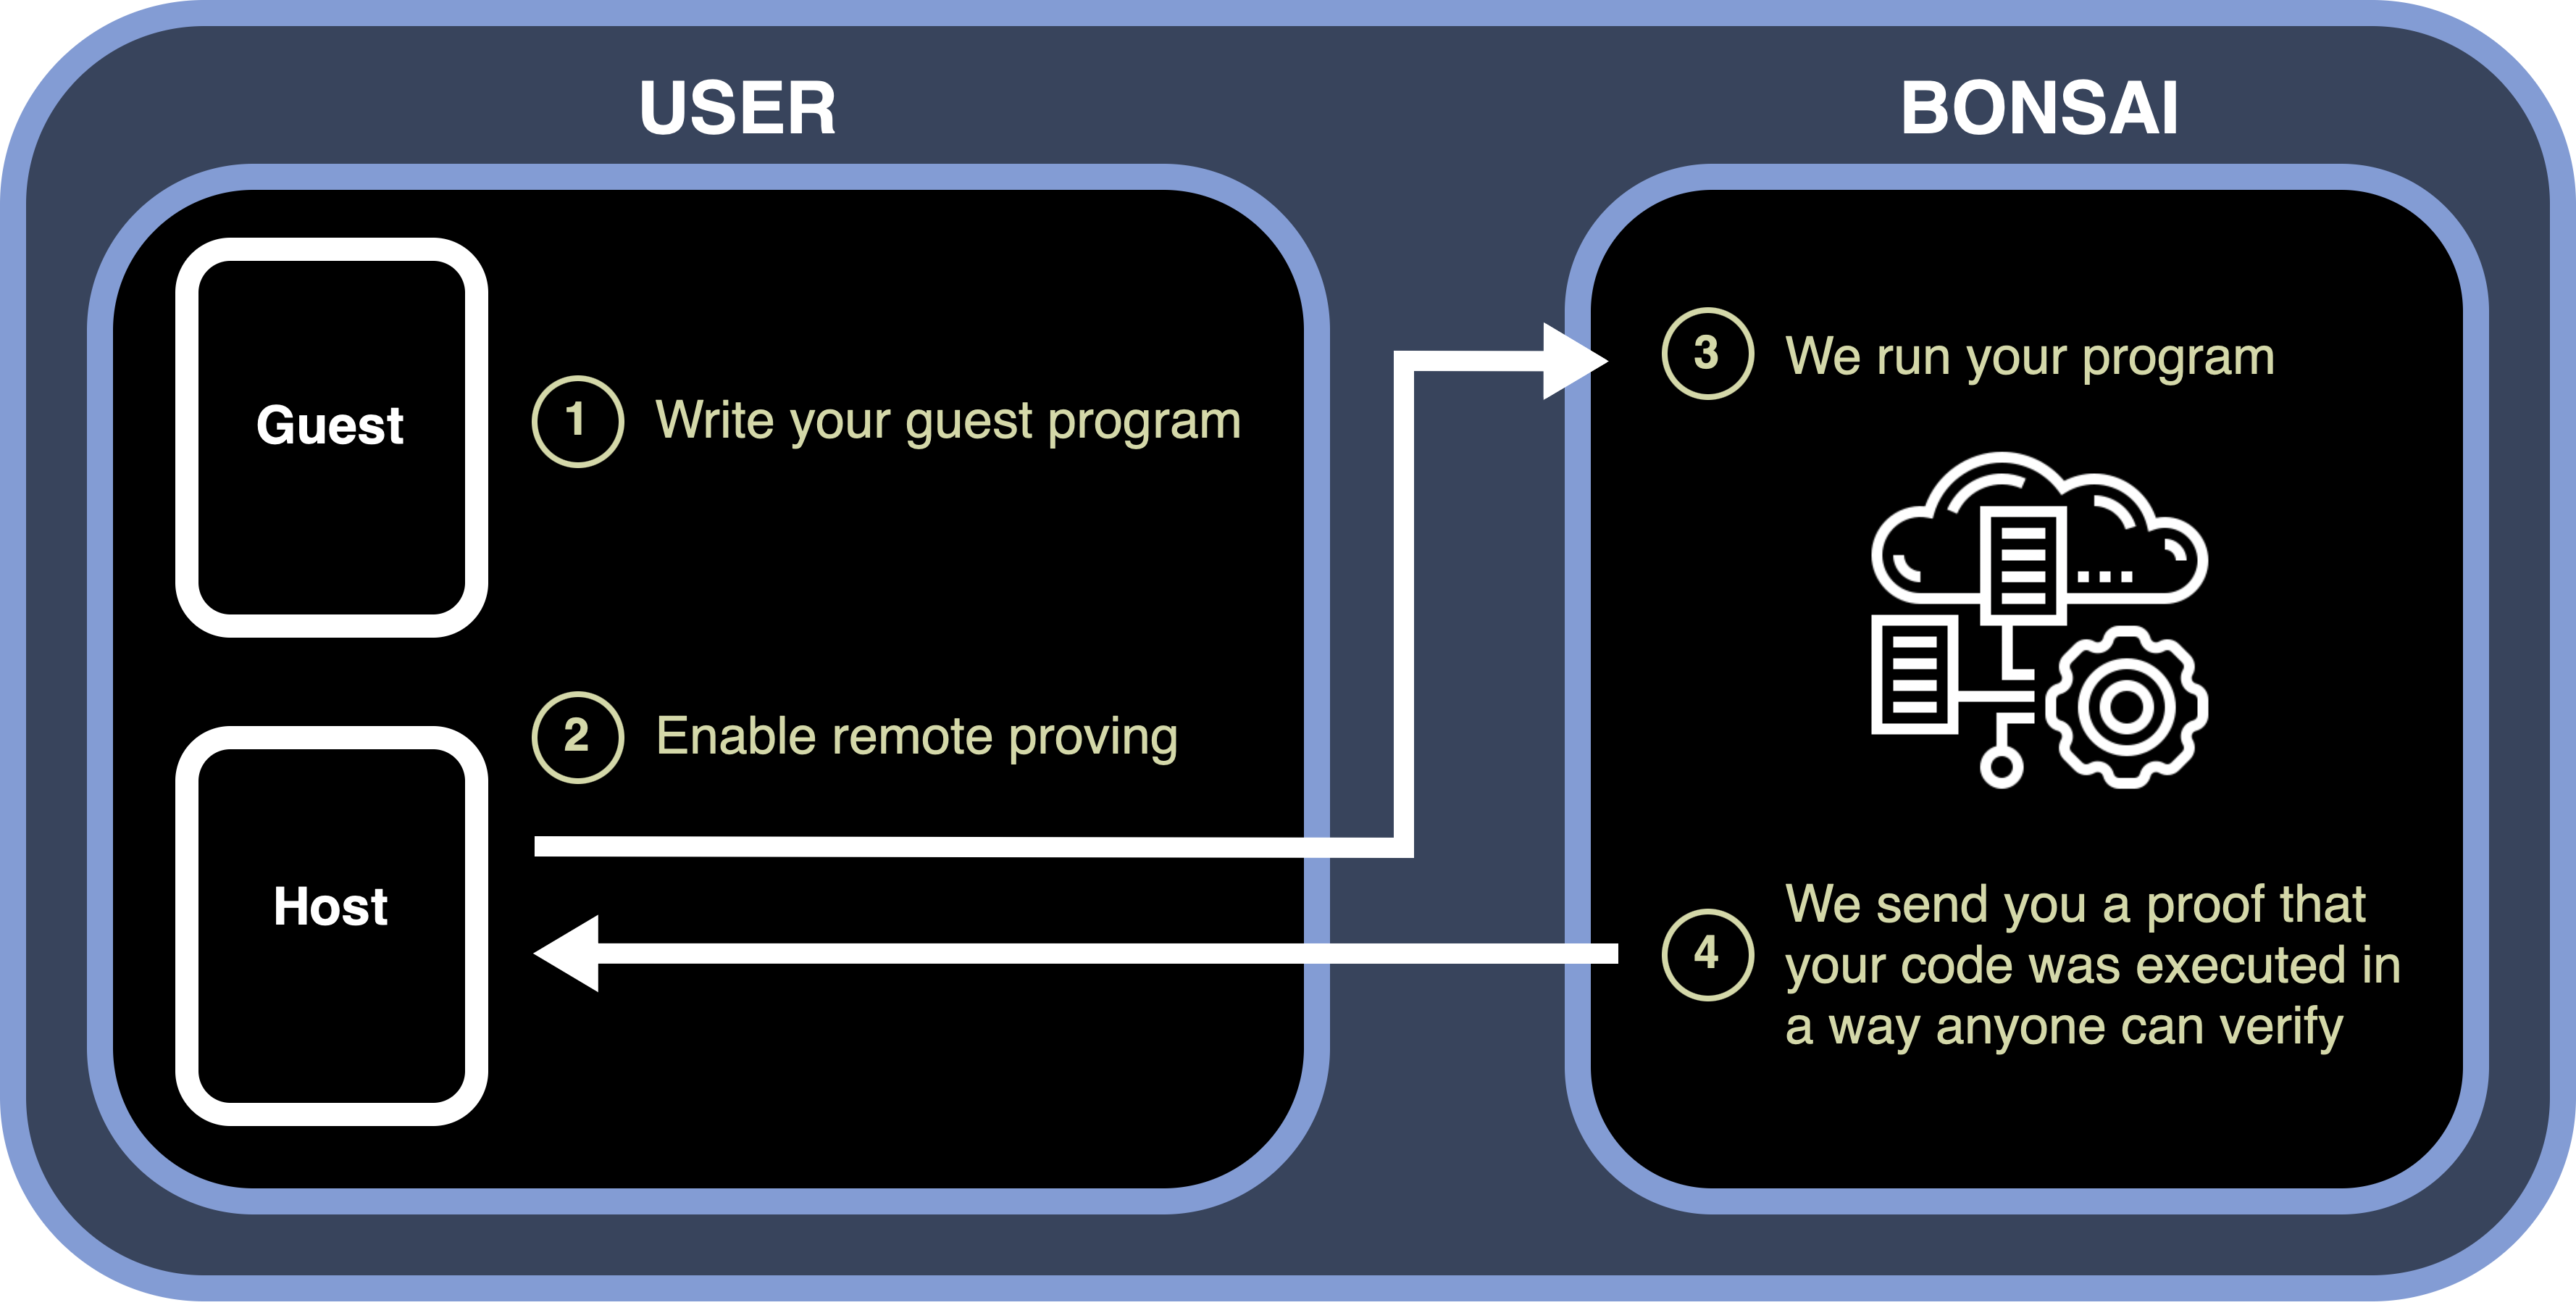 USER
Guest
1 Write your guest program
2 Enable remote proving
Host
BONSAI
3 We run your program
4 We send you a proof that
your code was executed in
a way anyone can verify